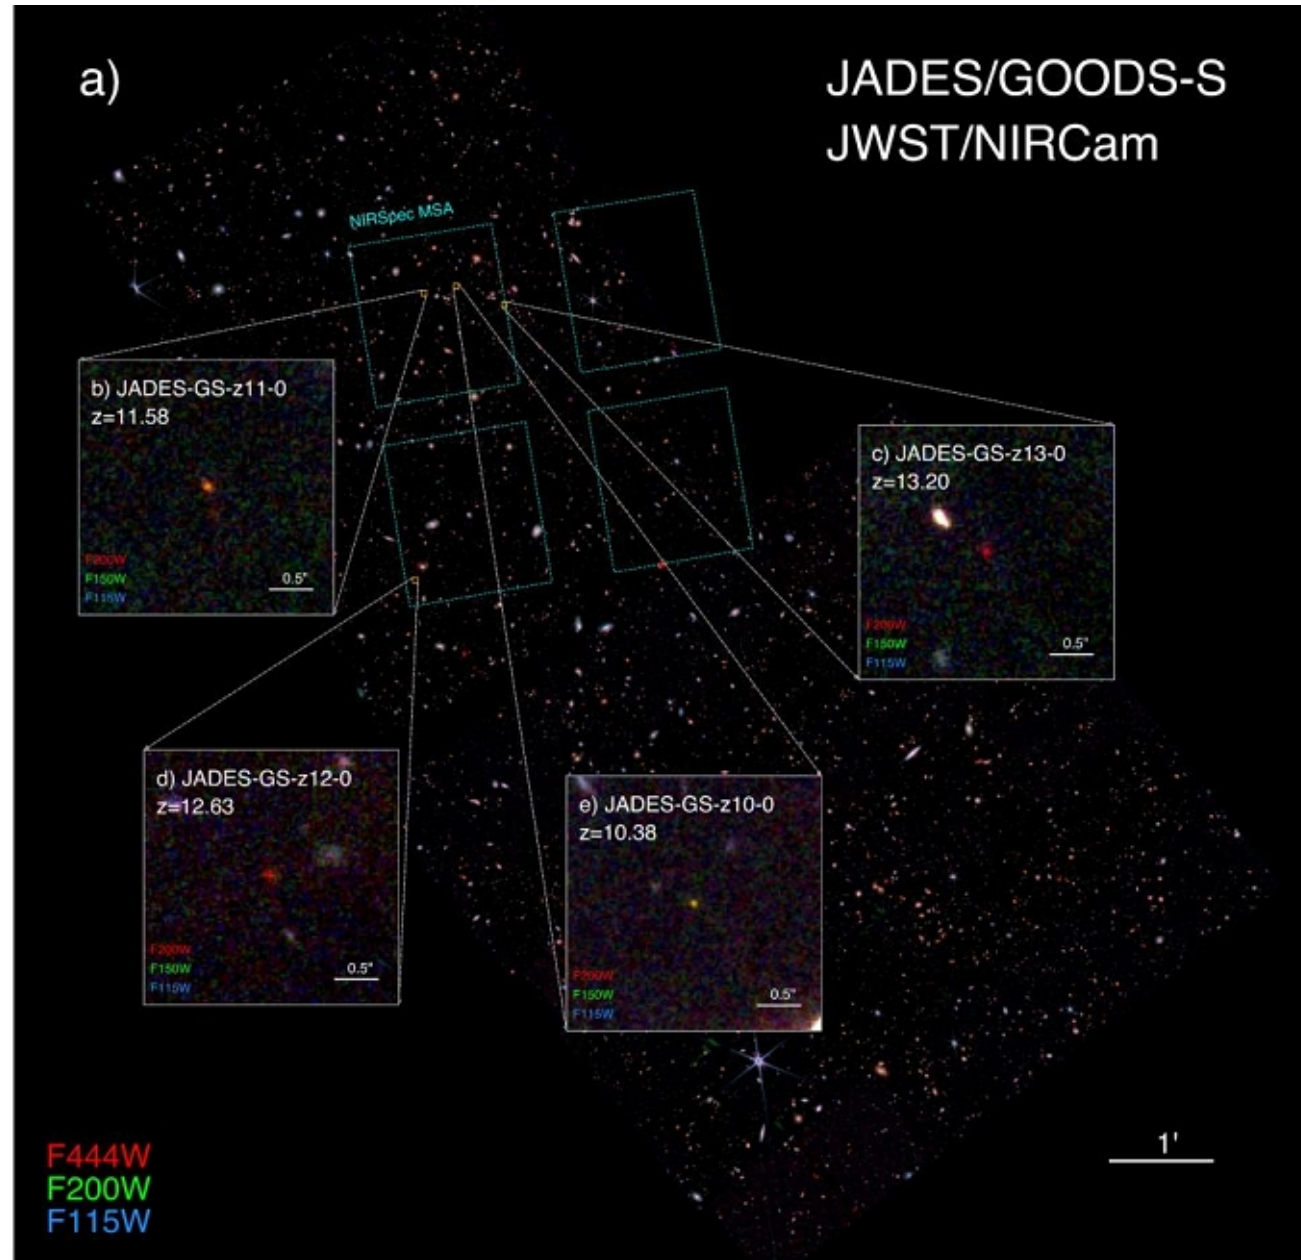 a)
JADES/GOODS-S
JWST/NIRCam
NIRSpec MSA
b) JADES-GS-z11-0
z=11.58
F200W
F150W
F115W
0.5"
c) JADES-GS-z13-0
z=13.20
F200W
F150W
F115W
0.5"
d) JADES-GS-z12-0
z=12.63
F200W
F150W
F115W
0.5"
e) JADES-GS-z10-0
z=10.38
F200W
F150W
F115W
0.5"
F444W
F200W
F115W
1'